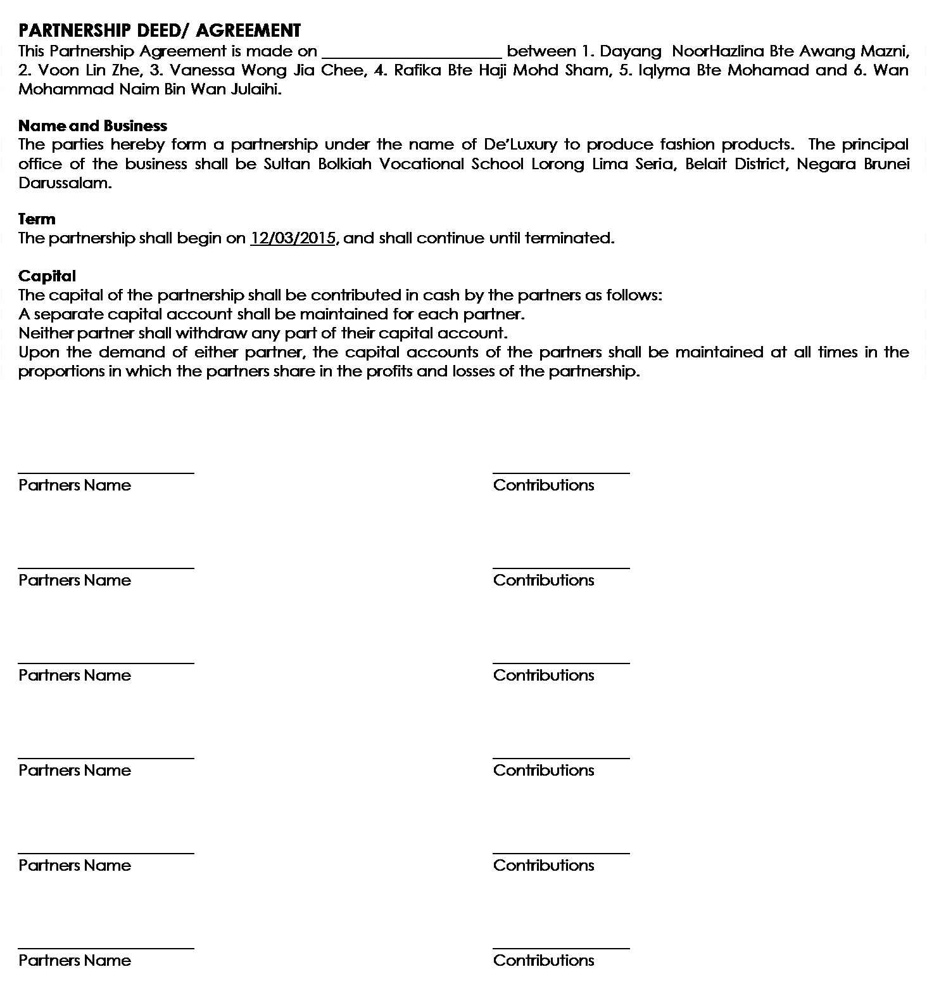 PARTNERSHIP DEED/ AGREEMENT
This Partnership Agreement is made on ____________________ between 1. Dayang NoorHazlina Bte Awang Mazni,
2. Voon Lin Zhe, 3. Vanessa Wong Jia Chee, 4. Rafika Bte Haji Mohd Sham, 5. Iqlyma Bte Mohamad and 6. Wan
Mohammad Naim Bin Wan Julaihi.
Name and Business
The parties hereby form a partnership under the name of De’Luxury to produce fashion products. The principal
office of the business shall be Sultan Bolkiah Vocational School Lorong Lima Seria, Belait District, Negara Brunei
Darussalam.
Term
The partnership shall begin on 12/03/2015, and shall continue until terminated.
Capital
The capital of the partnership shall be contributed in cash by the partners as follows:
A separate capital account shall be maintained for each partner.
Neither partner shall withdraw any part of their capital account.
Upon the demand of either partner, the capital accounts of the partners shall be maintained at all times in the
proportions in which the partners share in the profits and losses of the partnership.
Partners Name Contributions
Partners Name Contributions
Partners Name Contributions
Partners Name Contributions
Partners Name Contributions
Partners Name Contributions